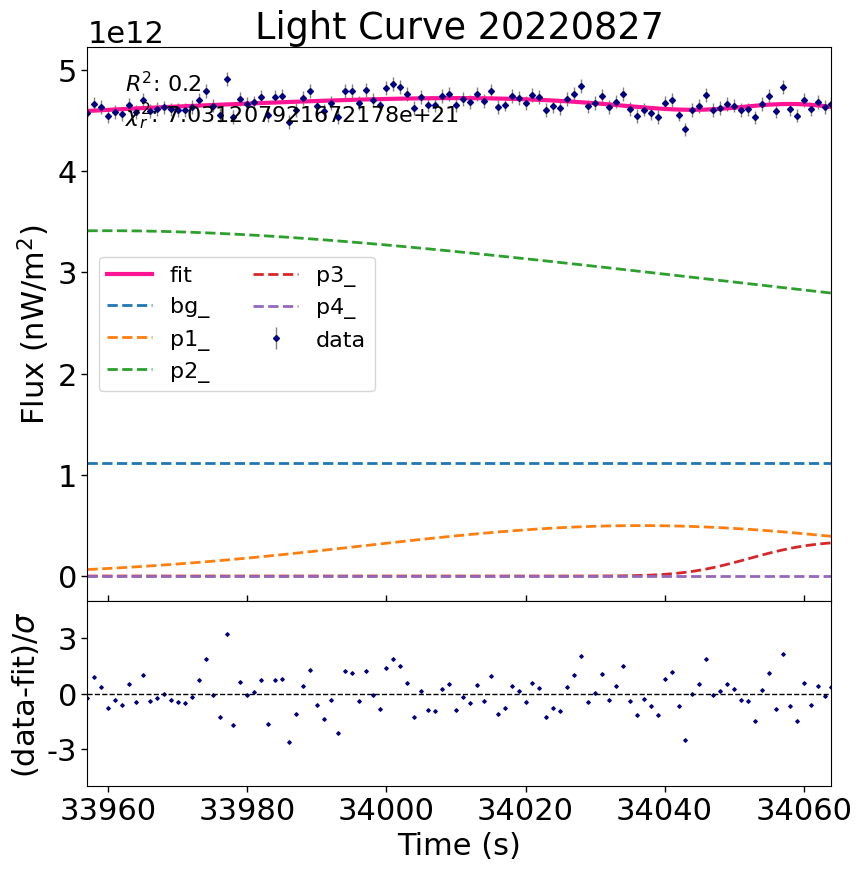 Light Curve 20220827
1e12
R²: 0.2
χ²ᵣ: 7.031207921672178e+21
5
4
3
2
1
0
Flux (nW/m²)
fit
bg_
p1_
p2_
p3_
p4_
data
3
0
-3
(data-fit)/σ
33960 33980 34000 34020 34040 34060
Time (s)